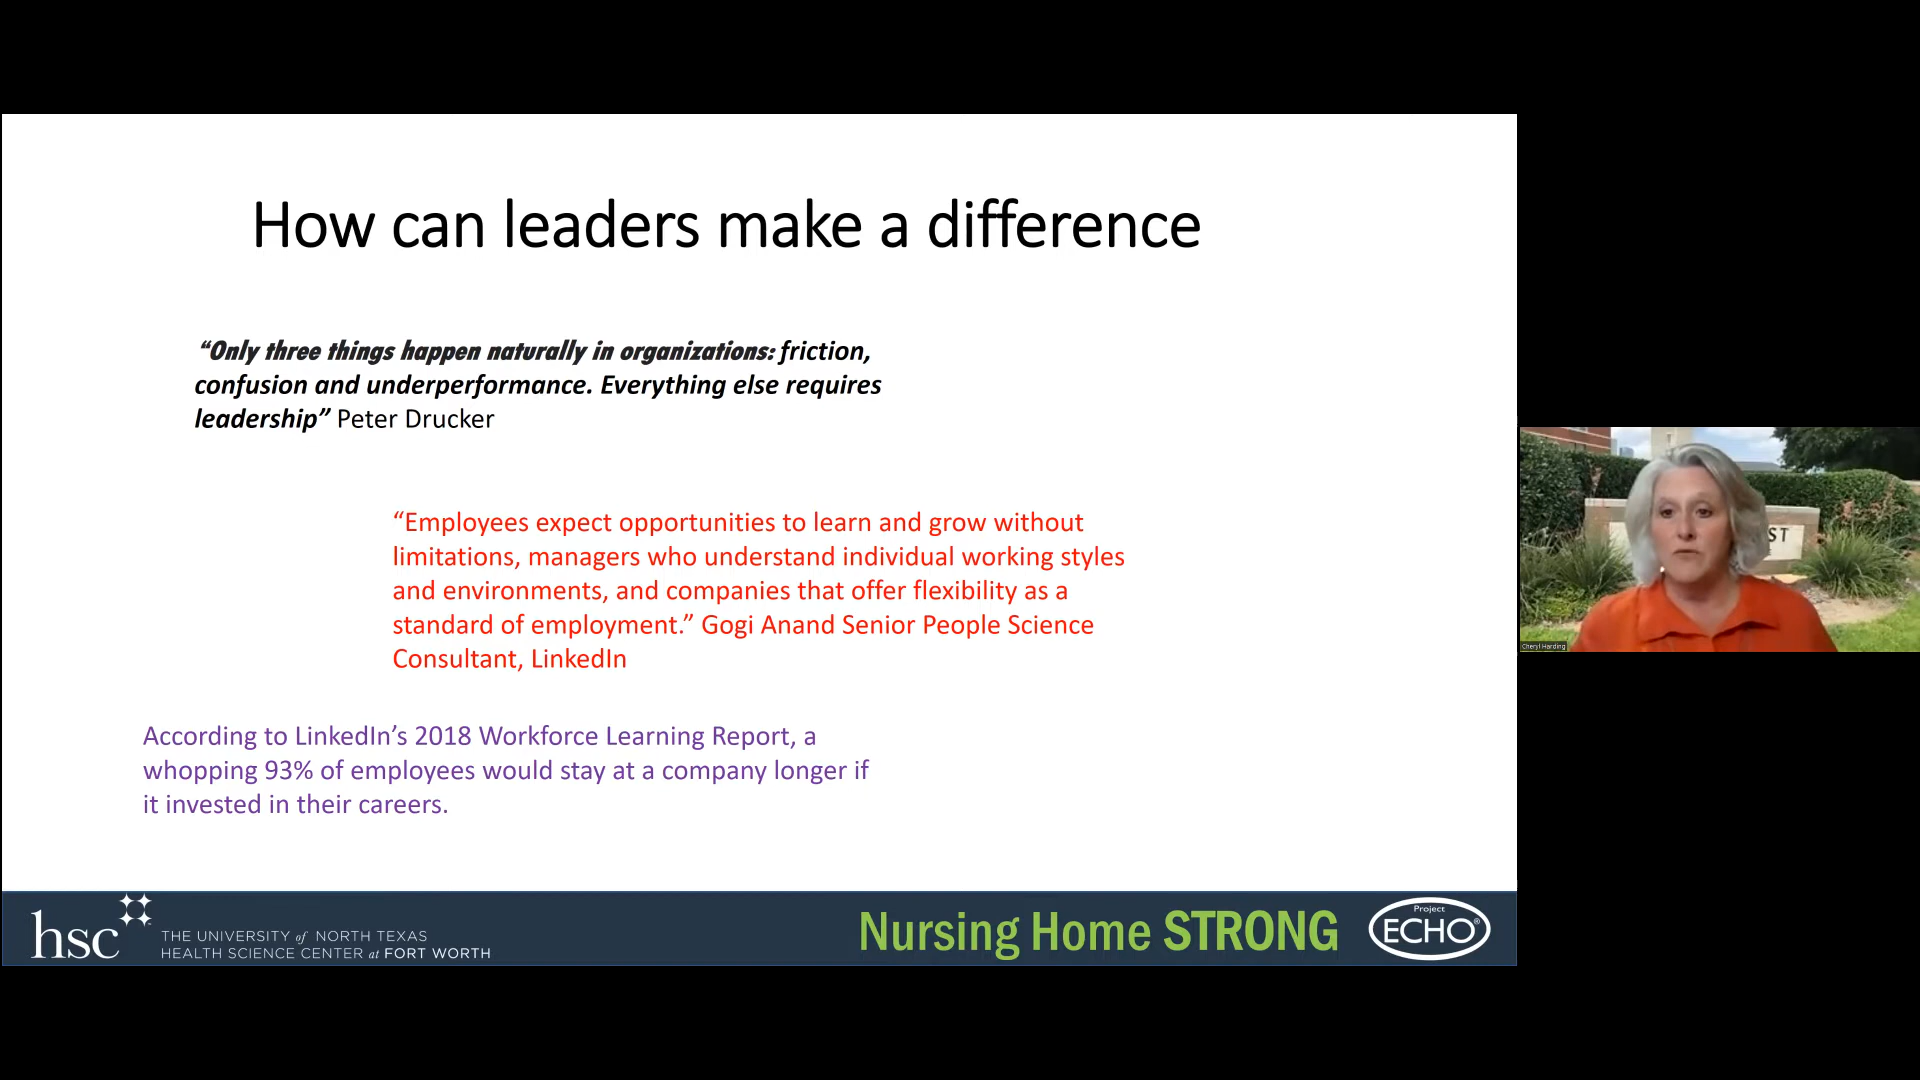 How can leaders make a difference
“Only three things happen naturally in organizations: friction,
confusion and underperformance. Everything else requires
leadership” Peter Drucker
“Employees expect opportunities to learn and grow without
limitations, managers who understand individual working styles
and environments, and companies that offer flexibility as a
standard of employment.” Gogi Anand Senior People Science
Consultant, LinkedIn
According to LinkedIn’s 2018 Workforce Learning Report, a
whopping 93% of employees would stay at a company longer if
it invested in their careers.
hsc
THE UNIVERSITY of NORTH TEXAS
HEALTH SCIENCE CENTER at FORT WORTH
Nursing Home STRONG
Project
ECHO®
ST
Cheryl Harding